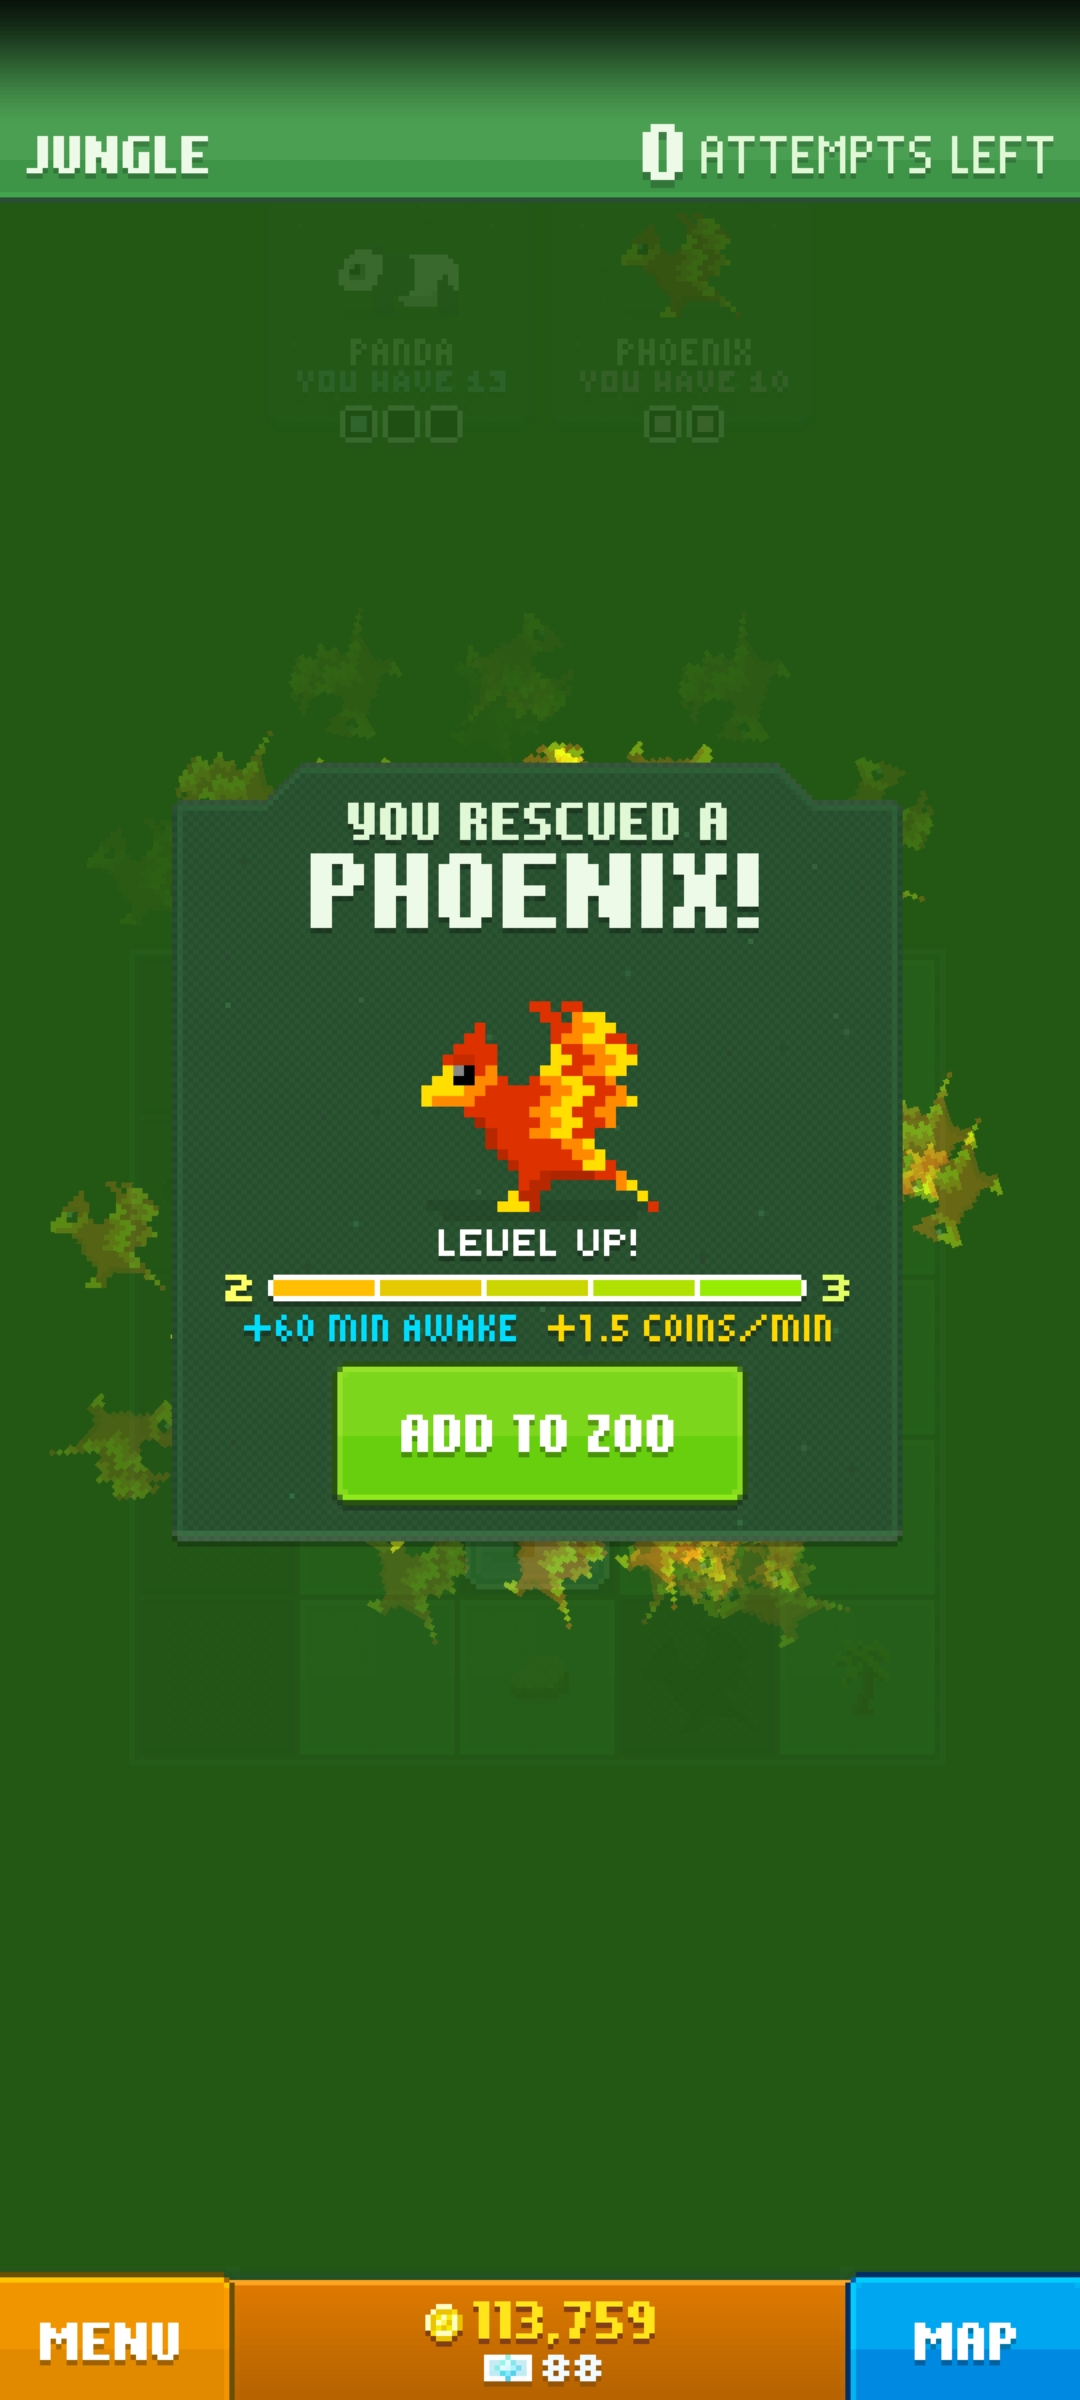 JUNGLE
0 ATTEMPTS LEFT
PANDA
YOU HAVE 13
PHOENIX
YOU HAVE 10
YOU RESCUED A
PHOENIX!
LEVEL UP!
2 3
+60 MIN AWAKE +1.5 COINS/MIN
ADD TO ZOO
MENU
113,759
88
MAP